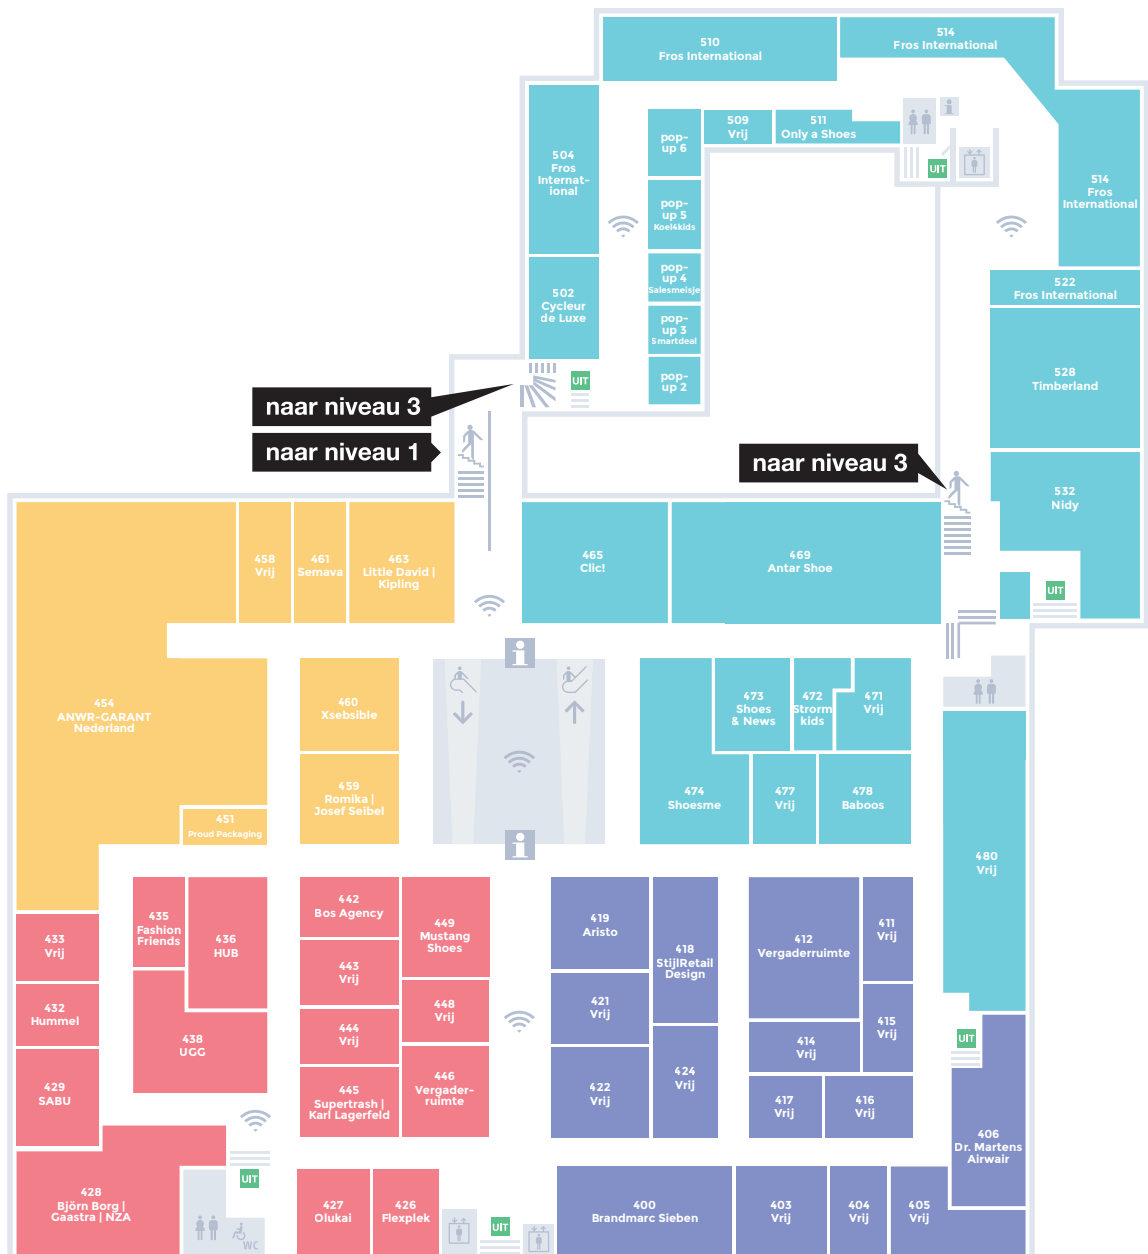 510
Fros International
514
Fros International
504
Fros
Internat-
ional
pop-
up 6
509
Vrij
511
Only a Shoes
UIT
514
Fros
International
pop-
up 5
Koel4kids
502
Cycleur
de Luxe
pop-
up 4
Salesmeisje
522
Fros International
pop-
up 3
Smartdeal
528
Timberland
pop-
up 2
UIT
naar niveau 3
naar niveau 1
naar niveau 3
532
Nidy
458
Vrij
461
Semava
463
Little David |
Kipling
465
Clic!
469
Antar Shoe
UIT
454
ANWR-GARANT
Nederland
460
Xsebsible
473
Shoes
& News
472
Strorm
kids
471
Vrij
459
Romika |
Josef Seibel
474
Shoesme
477
Vrij
478
Baboos
451
Proud Packaging
480
Vrij
435
Fashion
Friends
436
HUB
442
Bos Agency
449
Mustang
Shoes
419
Aristo
418
StijlRetail
Design
412
Vergaderruimte
411
Vrij
433
Vrij
443
Vrij
432
Hummel
448
Vrij
421
Vrij
415
Vrij
438
UGG
444
Vrij
414
Vrij
UIT
429
SABU
445
Supertrash |
Karl Lagerfeld
446
Vergader-
ruimte
422
Vrij
424
Vrij
417
Vrij
416
Vrij
406
Dr. Martens
Airwair
428
Björn Borg |
Gaastra | NZA
UIT
WC
427
Olukai
426
Flexplek
UIT
400
Brandmarc Sieben
403
Vrij
404
Vrij
405
Vrij